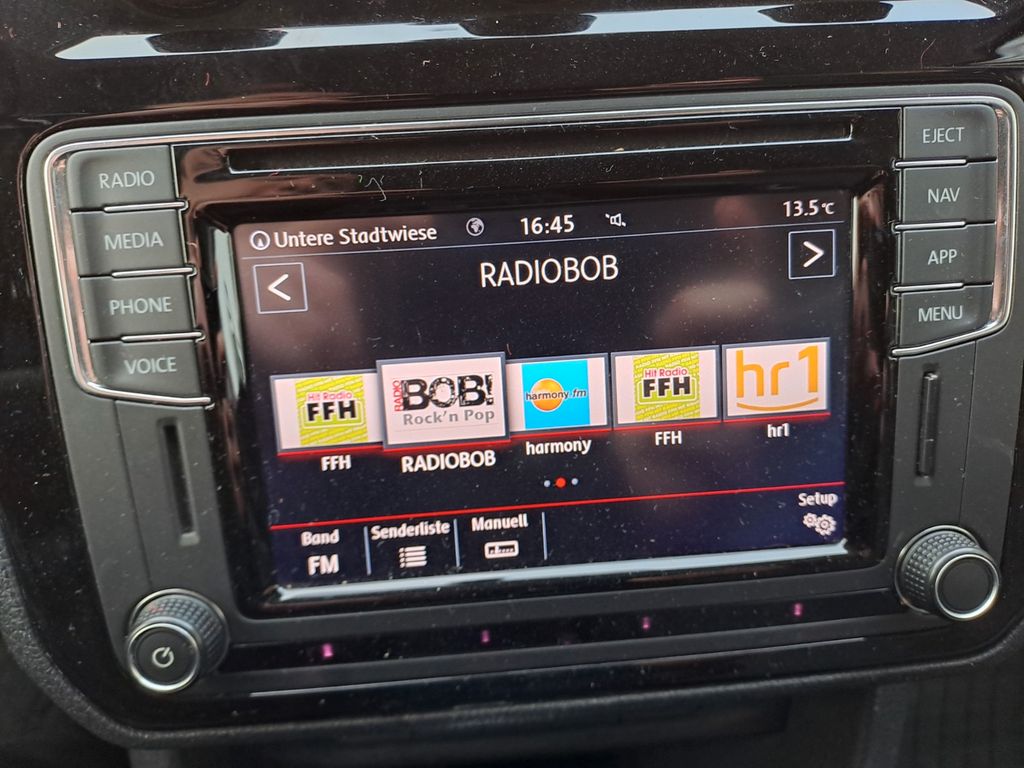 RADIO
MEDIA
PHONE
VOICE
EJECT
NAV
APP
MENU
Untere Stadtwiese 16:45 13.5°C
< RADIOBOB >
Hit Radio
FFH
FFH
RADIO
BOB!
Rock'n Pop
RADIOBOB
harmony.fm
harmony
Hit Radio
FFH
FFH
hr1
hr1
Band
FM
Senderliste
Manuell
Setup